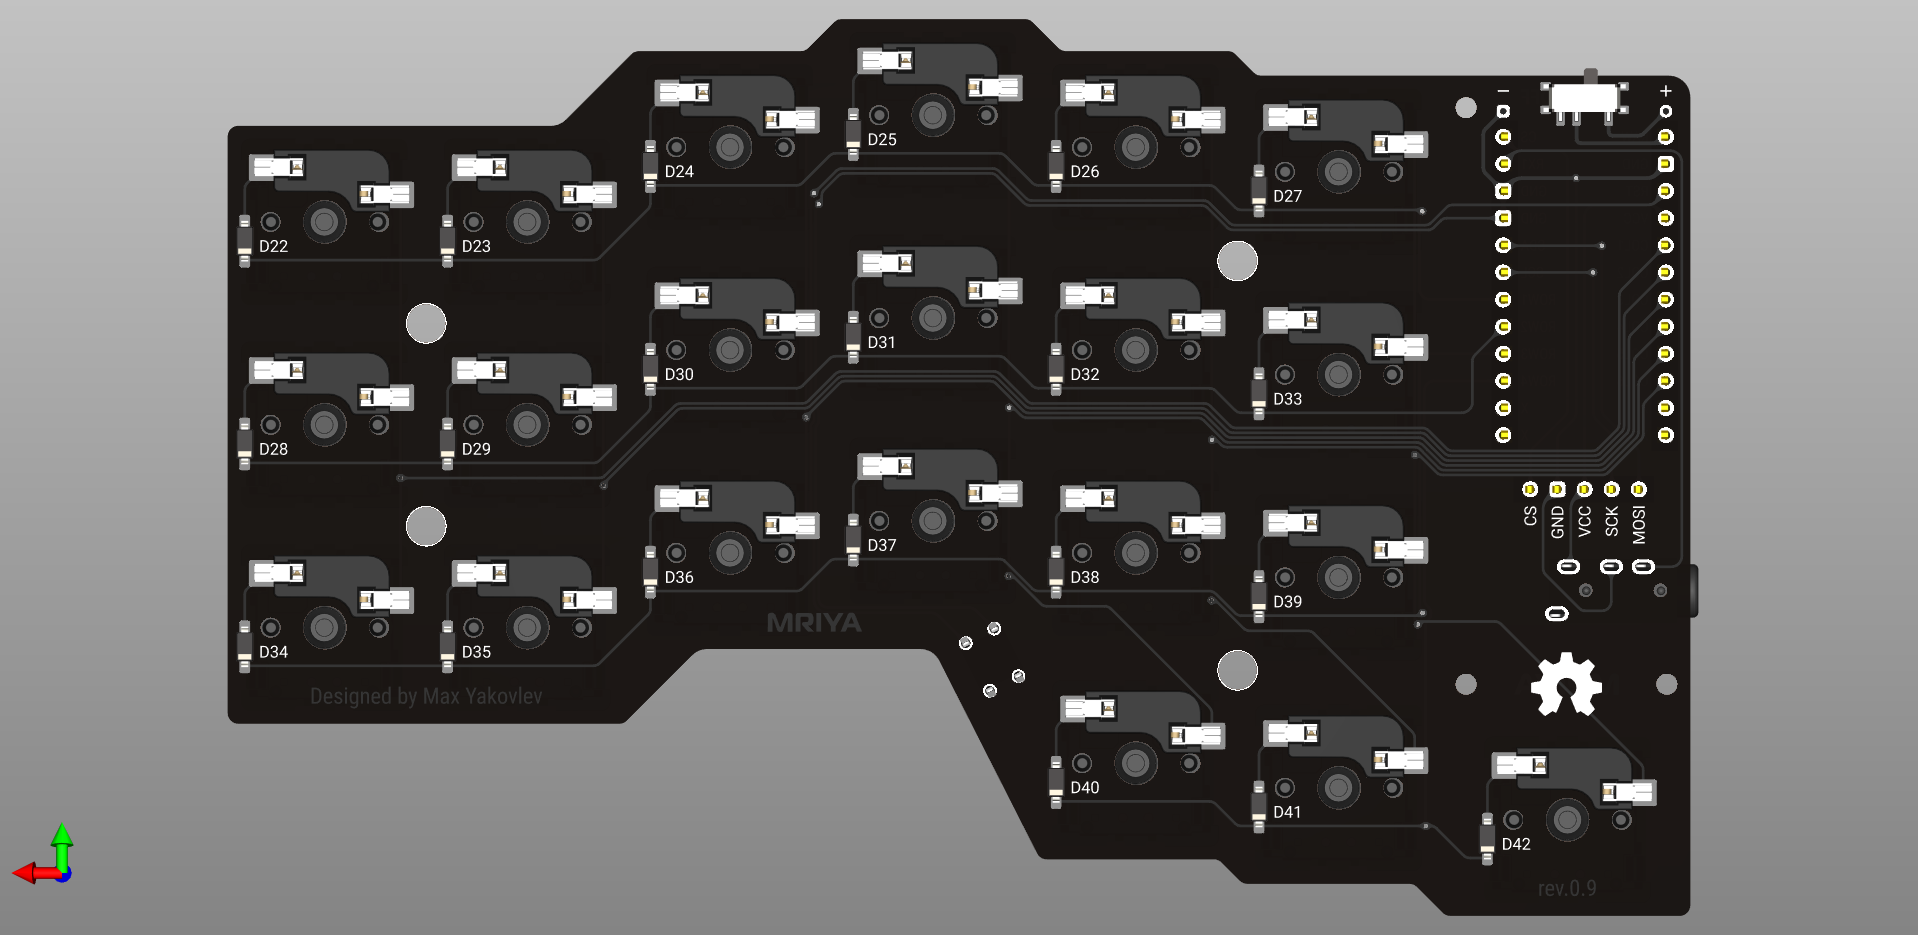 −
+
D25
D24
D26
D27
D22
D23
D31
D30
D32
D33
D28
D29
CS
GND
VCC
SCK
MOSI
D37
D36
D38
D39
MRIYA
D34
D35
Designed by Max Yakovlev
D40
D41
D42
rev.0.9